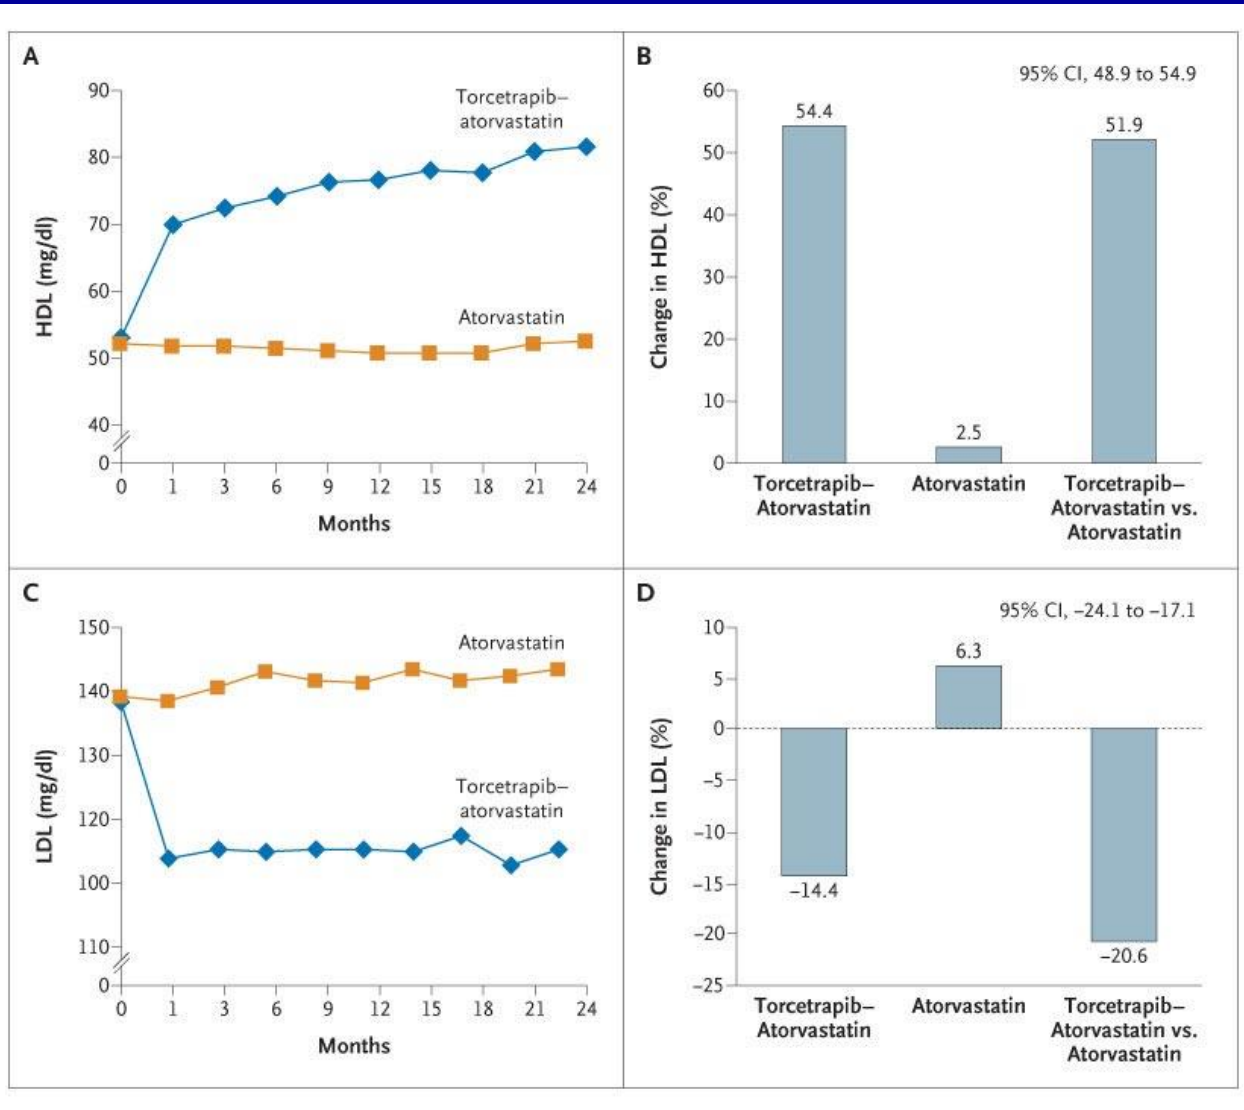 A
90
80
70
60
50
40
0
HDL (mg/dl)
Torcetrapib–
atorvastatin
Atorvastatin
0 1 3 6 9 12 15 18 21 24
Months
B
95% CI, 48.9 to 54.9
60
50
40
30
20
10
0
Change in HDL (%)
54.4
2.5
51.9
Torcetrapib–
Atorvastatin
Atorvastatin
Torcetrapib–
Atorvastatin vs.
Atorvastatin
C
150
140
130
120
100
110
0
LDL (mg/dl)
Atorvastatin
Torcetrapib–
atorvastatin
0 1 3 6 9 12 15 18 21 24
Months
D
95% CI, –24.1 to –17.1
10
5
0
–5
–10
–15
–20
–25
Change in LDL (%)
–14.4
6.3
–20.6
Torcetrapib–
Atorvastatin
Atorvastatin
Torcetrapib–
Atorvastatin vs.
Atorvastatin